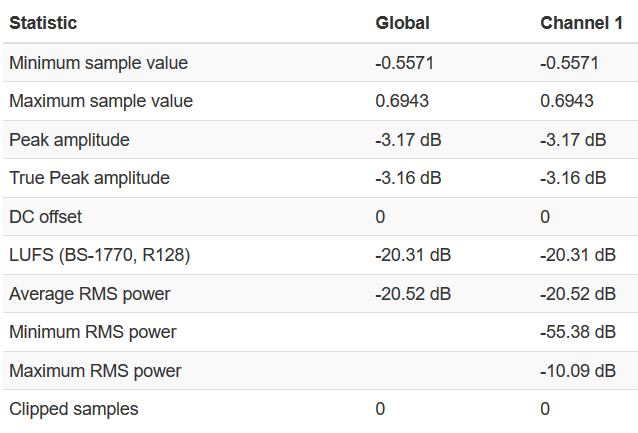 Statistic Global Channel 1
Minimum sample value -0.5571 -0.5571
Maximum sample value 0.6943 0.6943
Peak amplitude -3.17 dB -3.17 dB
True Peak amplitude -3.16 dB -3.16 dB
DC offset 0 0
LUFS (BS-1770, R128) -20.31 dB -20.31 dB
Average RMS power -20.52 dB -20.52 dB
Minimum RMS power -55.38 dB
Maximum RMS power -10.09 dB
Clipped samples 0 0